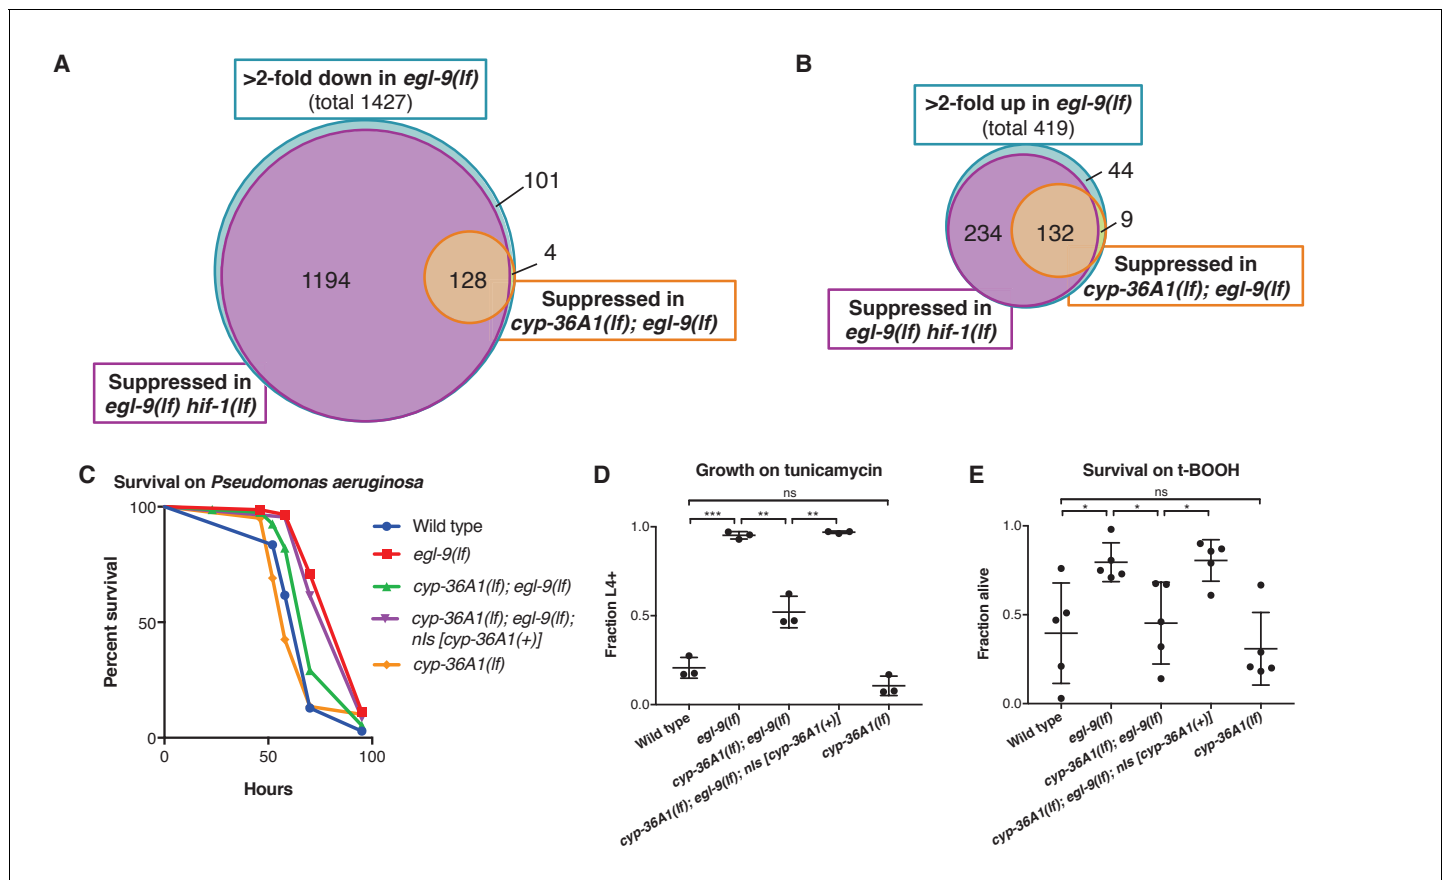 A
>2-fold down in egl-9(lf)
(total 1427)
101
4
1194
128
Suppressed in
cyp-36A1(lf); egl-9(lf)
Suppressed in
egl-9(lf) hif-1(lf)
B
>2-fold up in egl-9(lf)
(total 419)
44
9
234
132
Suppressed in
cyp-36A1(lf); egl-9(lf)
Suppressed in
egl-9(lf) hif-1(lf)
C
Survival on Pseudomonas aeruginosa
100
50
0
Percent survival
0
50
100
Hours
Wild type
egl-9(lf)
cyp-36A1(lf); egl-9(lf)
cyp-36A1(lf); egl-9(lf);
nIs [cyp-36A1(+)]
cyp-36A1(lf)
D
Growth on tunicamycin
ns
***
**
**
1.0
0.5
0.0
Fraction L4+
Wild type
egl-9(lf)
cyp-36A1(lf); egl-9(lf)
cyp-36A1(lf); egl-9(lf); nIs [cyp-36A1(+)]
cyp-36A1(lf)
E
Survival on t-BOOH
ns
*
*
*
1.0
0.5
0.0
Fraction alive
Wild type
egl-9(lf)
cyp-36A1(lf); egl-9(lf)
cyp-36A1(lf); egl-9(lf); nIs [cyp-36A1(+)]
cyp-36A1(lf)